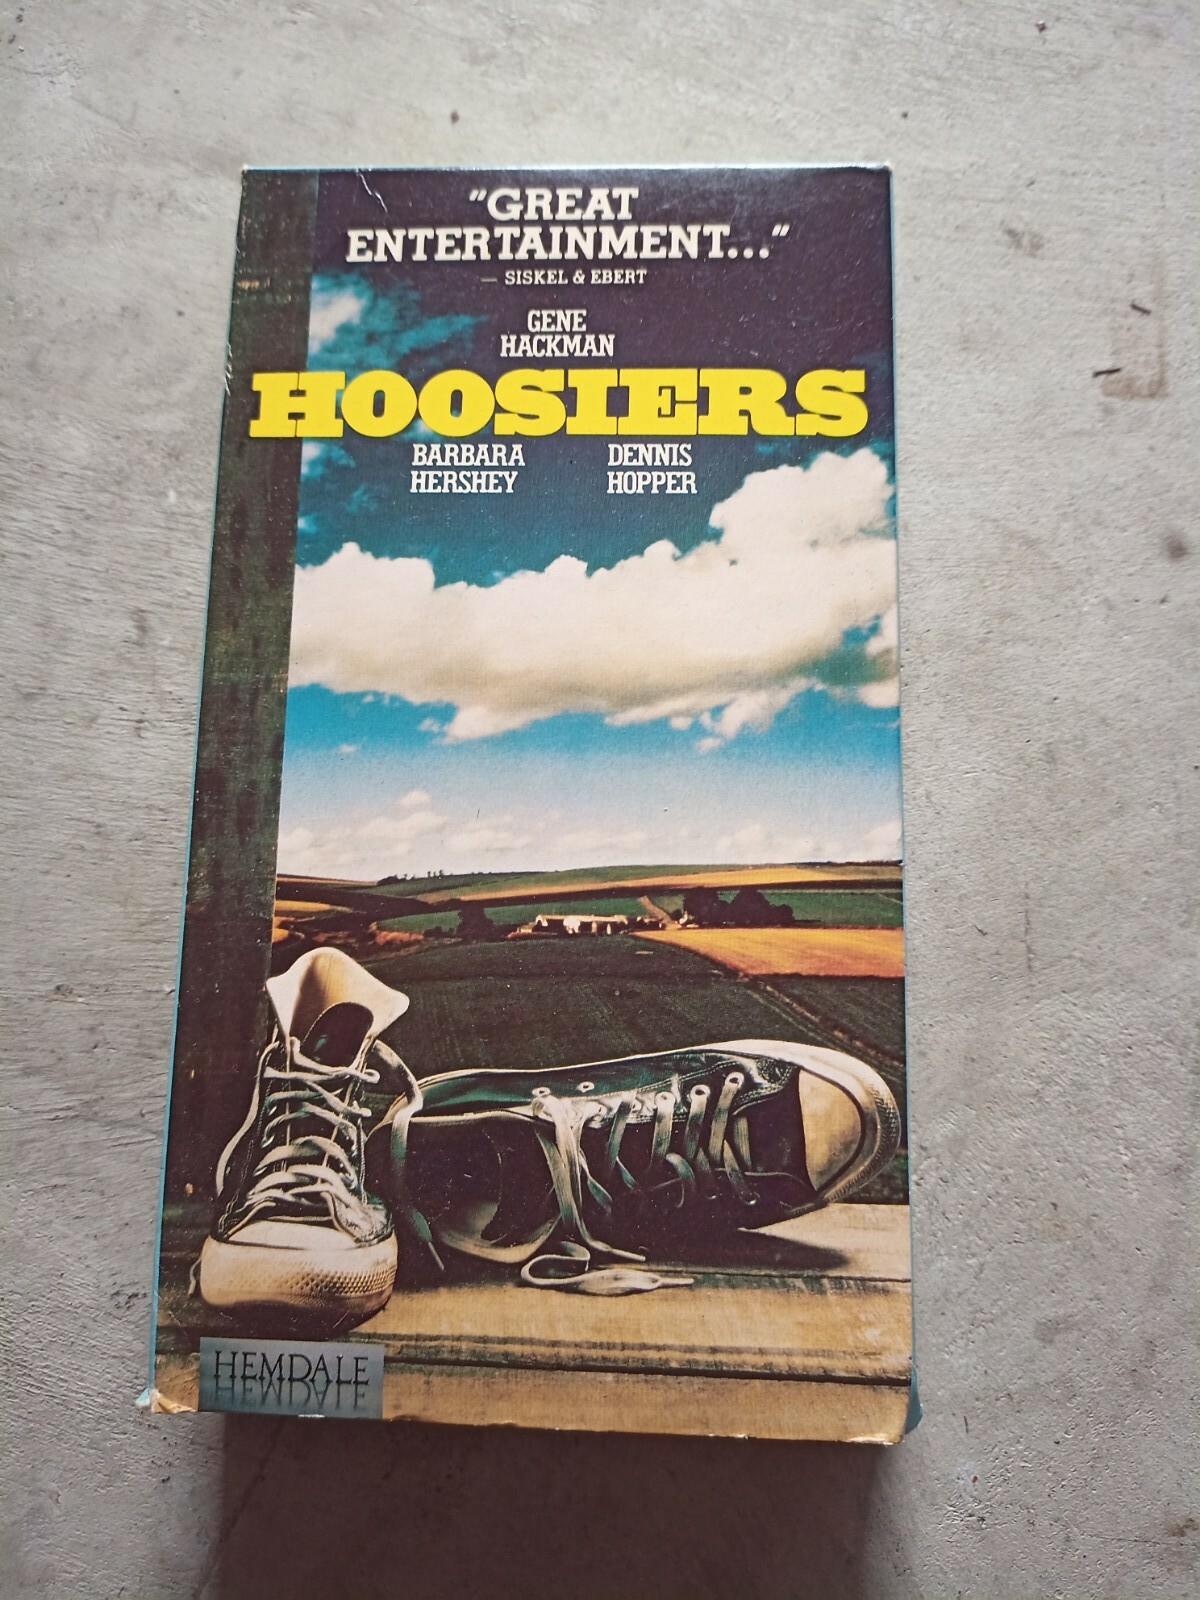 "GREAT
ENTERTAINMENT..."
— SISKEL & EBERT
GENE
HACKMAN
HOOSIERS
BARBARA
HERSHEY
DENNIS
HOPPER
HEMDALE